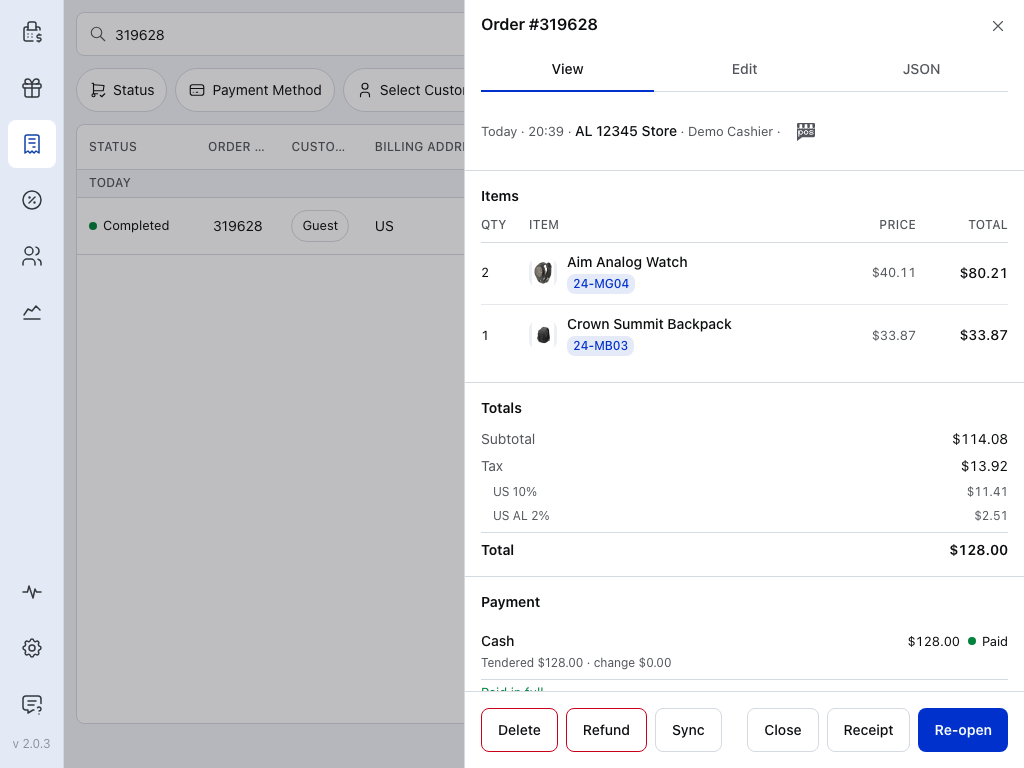 319628
Status
Payment Method
Select Custo
STATUS
ORDER ...
CUSTO...
BILLING ADDR
TODAY
Completed
319628
Guest
US
v 2.0.3
Order #319628
View
Edit
JSON
Today · 20:39 · AL 12345 Store · Demo Cashier ·
pos
Items
QTY ITEM PRICE TOTAL
2 Aim Analog Watch $40.11 $80.21
24-MG04
1 Crown Summit Backpack $33.87 $33.87
24-MB03
Totals
Subtotal $114.08
Tax $13.92
US 10% $11.41
US AL 2% $2.51
Total $128.00
Payment
Cash $128.00 Paid
Tendered $128.00 · change $0.00
Paid in full
Delete
Refund
Sync
Close
Receipt
Re-open